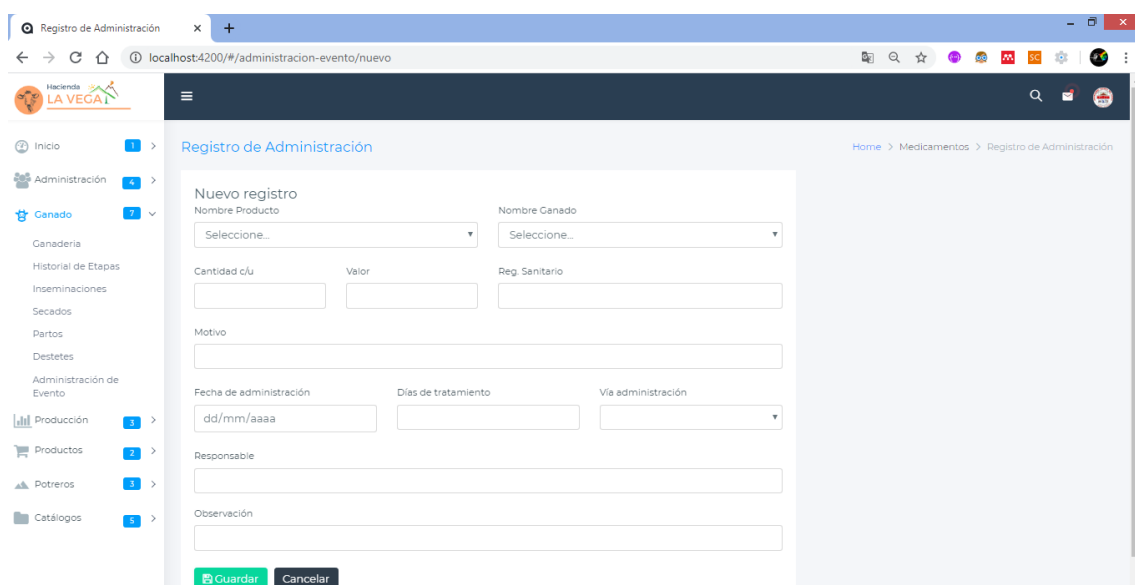 Registro de Administración
localhost:4200/#/administracion-evento/nuevo
Hacienda
LA VEGA
Inicio 1
Administración 4
Ganado 7
Ganaderia
Historial de Etapas
Inseminaciones
Secados
Partos
Destetes
Administración de
Evento
Producción 3
Productos 2
Potreros 3
Catálogos 5
Registro de Administración
Home > Medicamentos > Registro de Administración
Nuevo registro
Nombre Producto Nombre Ganado
Seleccione... Seleccione...
Cantidad c/u Valor Reg. Sanitario
Motivo
Fecha de administración Días de tratamiento Vía administración
dd/mm/aaaa
Responsable
Observación
Guardar Cancelar